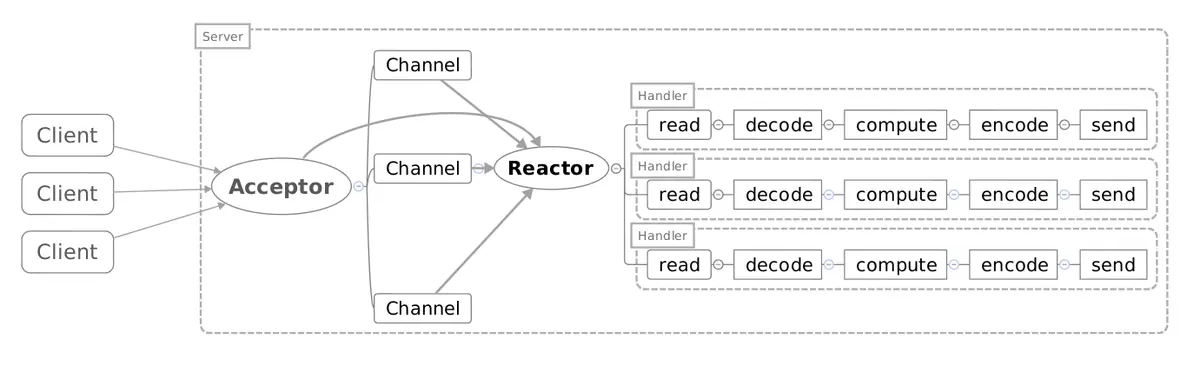 Server
Client
Client
Client
Acceptor
Channel
Channel
Channel
Reactor
Handler
read decode compute encode send
Handler
read decode compute encode send
Handler
read decode compute encode send